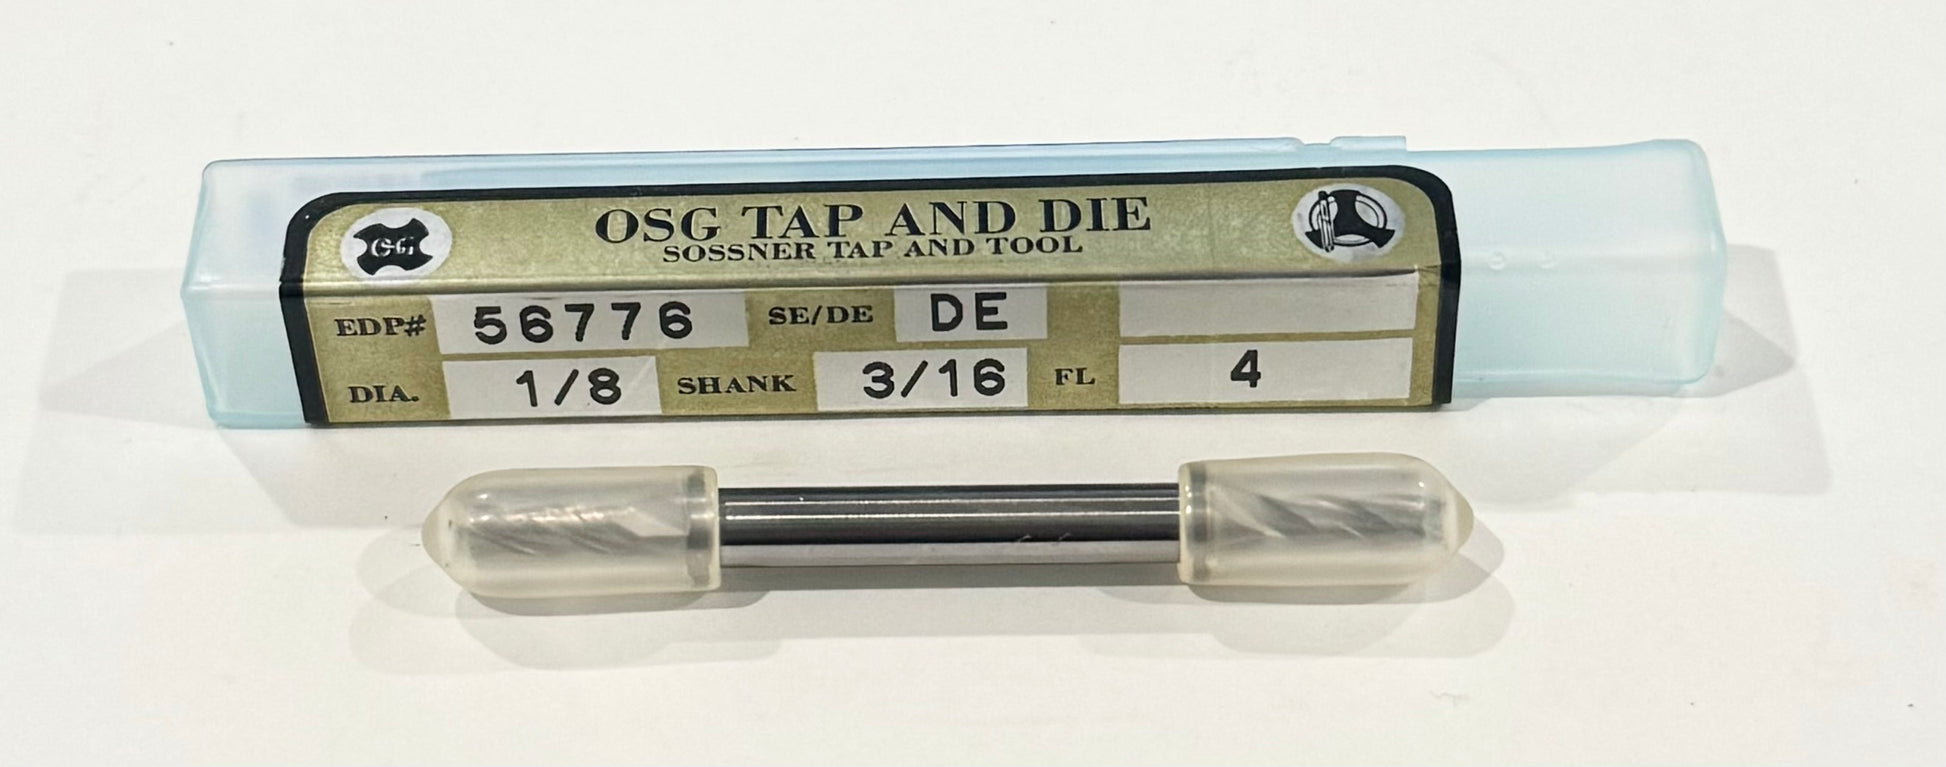 OSG
OSG TAP AND DIE
SOSSNER TAP AND TOOL
EDP# 56776 SE/DE DE
DIA. 1/8 SHANK 3/16 FL 4